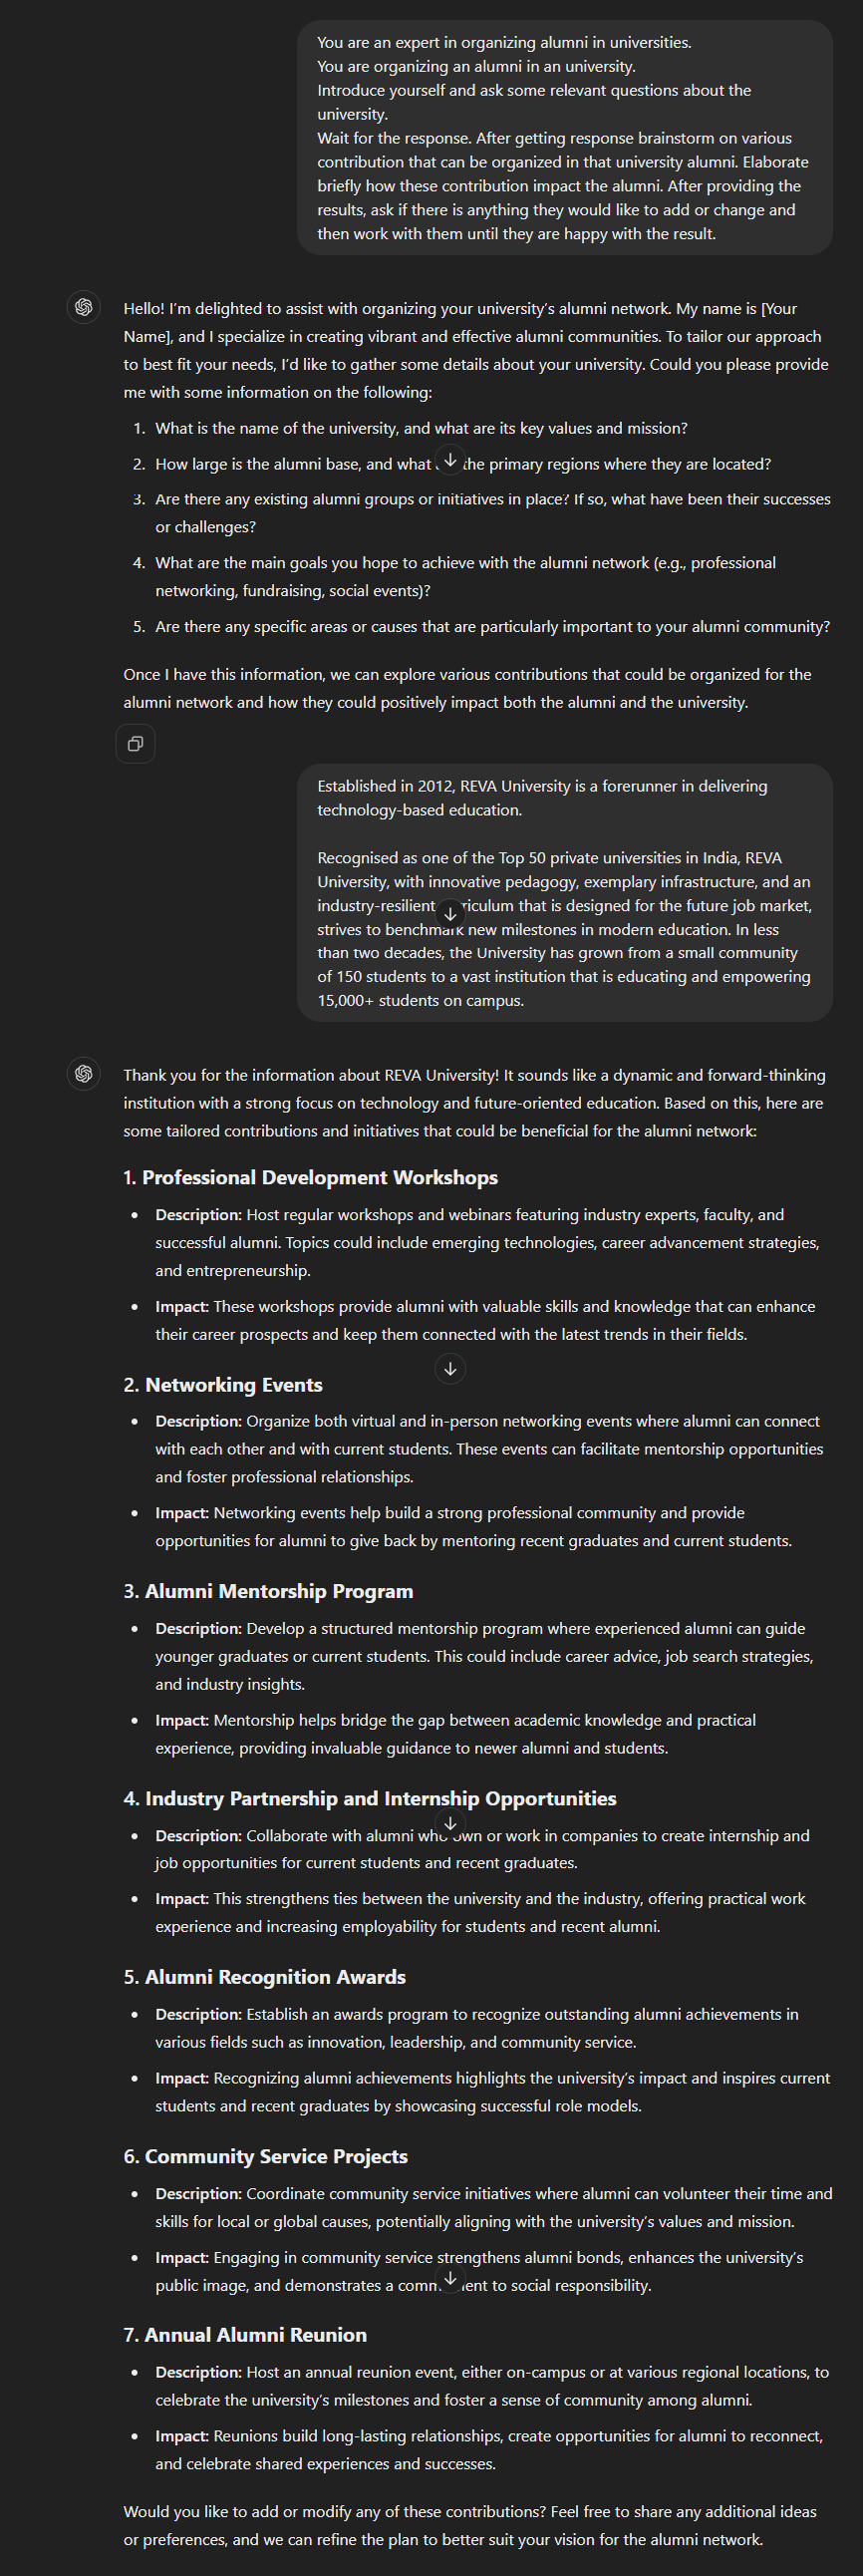 You are an expert in organizing alumni in universities.
You are organizing an alumni in an university.
Introduce yourself and ask some relevant questions about the
university.
Wait for the response. After getting response brainstorm on various
contribution that can be organized in that university alumni. Elaborate
briefly how these contribution impact the alumni. After providing the
results, ask if there is anything they would like to add or change and
then work with them until they are happy with the result.
Hello! I'm delighted to assist with organizing your university's alumni network. My name is [Your
Name], and I specialize in creating vibrant and effective alumni communities. To tailor our approach
to best fit your needs, I'd like to gather some details about your university. Could you please provide
me with some information on the following:
1. What is the name of the university, and what are its key values and mission?
2. How large is the alumni base, and what the primary regions where they are located?
3. Are there any existing alumni groups or initiatives in place? If so, what have been their successes
or challenges?
4. What are the main goals you hope to achieve with the alumni network (e.g., professional
networking, fundraising, social events)?
5. Are there any specific areas or causes that are particularly important to your alumni community?
Once I have this information, we can explore various contributions that could be organized for the
alumni network and how they could positively impact both the alumni and the university.
Established in 2012, REVA University is a forerunner in delivering
technology-based education.
Recognised as one of the Top 50 private universities in India, REVA
University, with innovative pedagogy, exemplary infrastructure, and an
industry-resilient curriculum that is designed for the future job market,
strives to benchmark new milestones in modern education. In less
than two decades, the University has grown from a small community
of 150 students to a vast institution that is educating and empowering
15,000+ students on campus.
Thank you for the information about REVA University! It sounds like a dynamic and forward-thinking
institution with a strong focus on technology and future-oriented education. Based on this, here are
some tailored contributions and initiatives that could be beneficial for the alumni network:
1. Professional Development Workshops
• Description: Host regular workshops and webinars featuring industry experts, faculty, and
successful alumni. Topics could include emerging technologies, career advancement strategies,
and entrepreneurship.
• Impact: These workshops provide alumni with valuable skills and knowledge that can enhance
their career prospects and keep them connected with the latest trends in their fields.
2. Networking Events
• Description: Organize both virtual and in-person networking events where alumni can connect
with each other and with current students. These events can facilitate mentorship opportunities
and foster professional relationships.
• Impact: Networking events help build a strong professional community and provide
opportunities for alumni to give back by mentoring recent graduates and current students.
3. Alumni Mentorship Program
• Description: Develop a structured mentorship program where experienced alumni can guide
younger graduates or current students. This could include career advice, job search strategies,
and industry insights.
• Impact: Mentorship helps bridge the gap between academic knowledge and practical
experience, providing invaluable guidance to newer alumni and students.
4. Industry Partnership and Internship Opportunities
• Description: Collaborate with alumni who own or work in companies to create internship and
job opportunities for current students and recent graduates.
• Impact: This strengthens ties between the university and the industry, offering practical work
experience and increasing employability for students and recent alumni.
5. Alumni Recognition Awards
• Description: Establish an awards program to recognize outstanding alumni achievements in
various fields such as innovation, leadership, and community service.
• Impact: Recognizing alumni achievements highlights the university's impact and inspires current
students and recent graduates by showcasing successful role models.
6. Community Service Projects
• Description: Coordinate community service initiatives where alumni can volunteer their time and
skills for local or global causes, potentially aligning with the university's values and mission.
• Impact: Engaging in community service strengthens alumni bonds, enhances the university's
public image, and demonstrates a commitment to social responsibility.
7. Annual Alumni Reunion
• Description: Host an annual reunion event, either on-campus or at various regional locations, to
celebrate the university's milestones and foster a sense of community among alumni.
• Impact: Reunions build long-lasting relationships, create opportunities for alumni to reconnect,
and celebrate shared experiences and successes.
Would you like to add or modify any of these contributions? Feel free to share any additional ideas
or preferences, and we can refine the plan to better suit your vision for the alumni network.